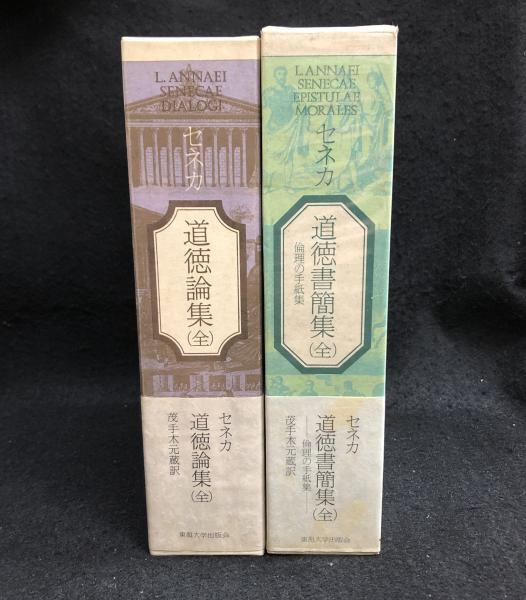 L. ANNAEI
SENECAE
DIALOGI
セネカ
道徳論集(全)
セネカ
道徳論集(全)
茂手木元蔵訳
東海大学出版会
L. ANNAEI
SENECAE
EPISTULAE
MORALES
セネカ
道徳書簡集(全)
倫理の手紙集
セネカ
道徳書簡集(全)
—倫理の手紙集—
茂手木元蔵訳
東海大学出版会